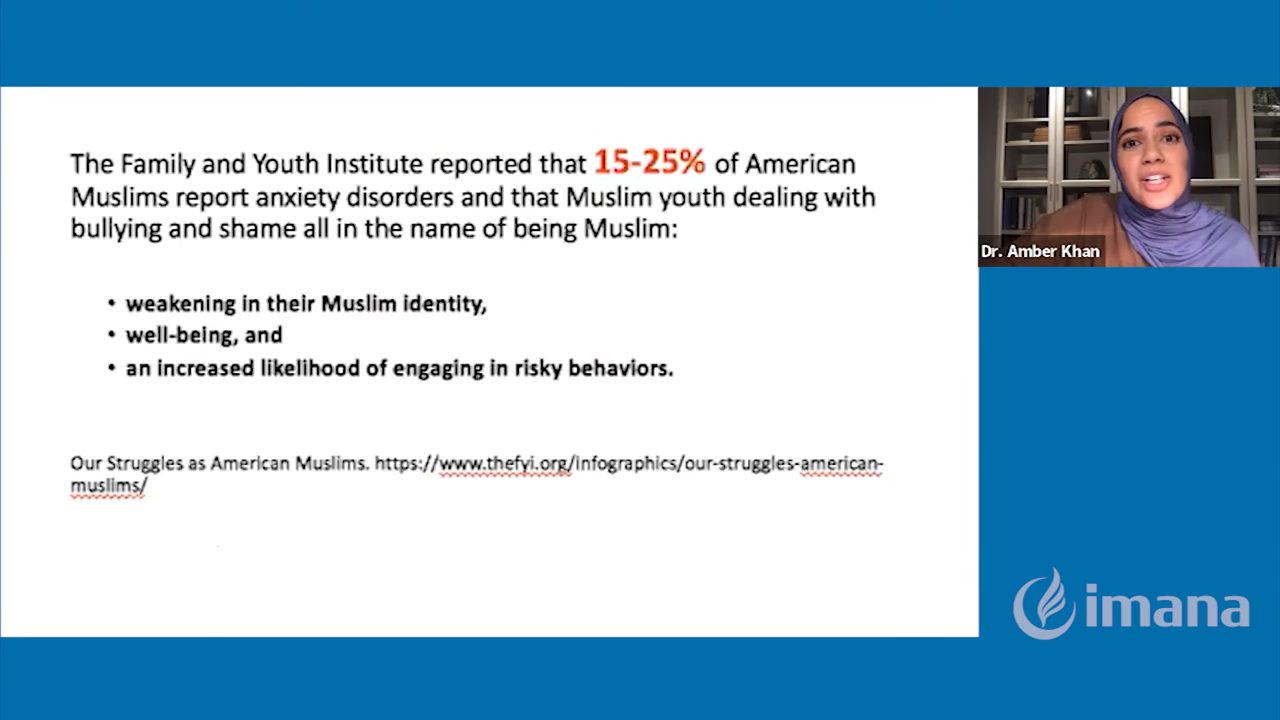 The Family and Youth Institute reported that 15-25% of American
Muslims report anxiety disorders and that Muslim youth dealing with
bullying and shame all in the name of being Muslim:
• weakening in their Muslim identity,
• well-being, and
• an increased likelihood of engaging in risky behaviors.
Our Struggles as American Muslims. https://www.thefyi.org/infographics/our-struggles-american-
muslims/
Dr. Amber Khan
imana